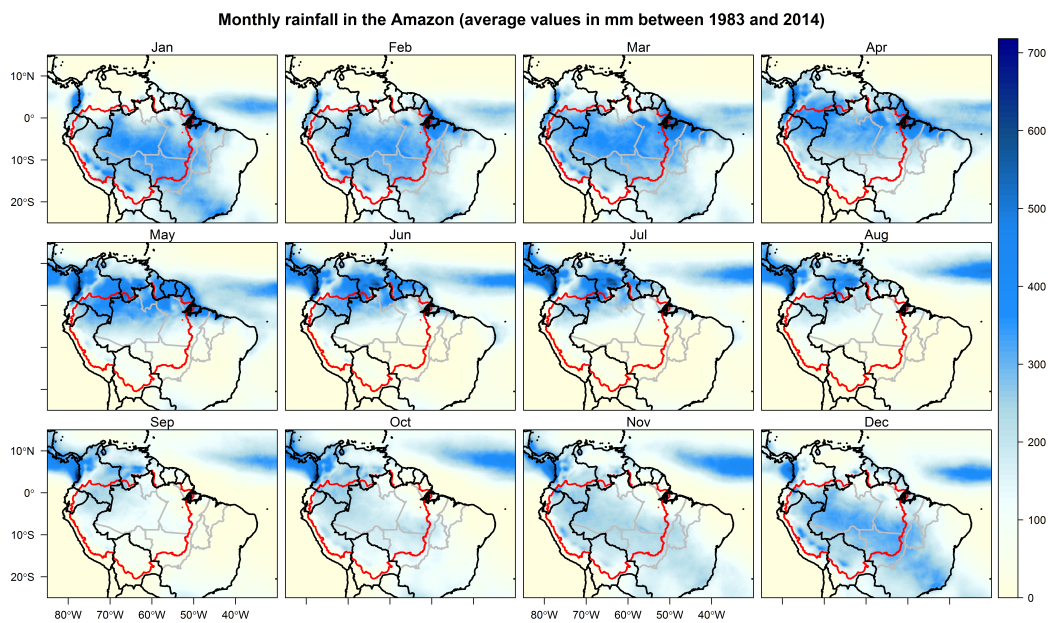 Monthly rainfall in the Amazon (average values in mm between 1983 and 2014)
Jan Feb Mar Apr
10°N
0°
10°S
20°S
May Jun Jul Aug
Sep Oct Nov Dec
10°N
0°
10°S
20°S
80°W 70°W 60°W 50°W 40°W 80°W 70°W 60°W 50°W 40°W
700
600
500
400
300
200
100
0